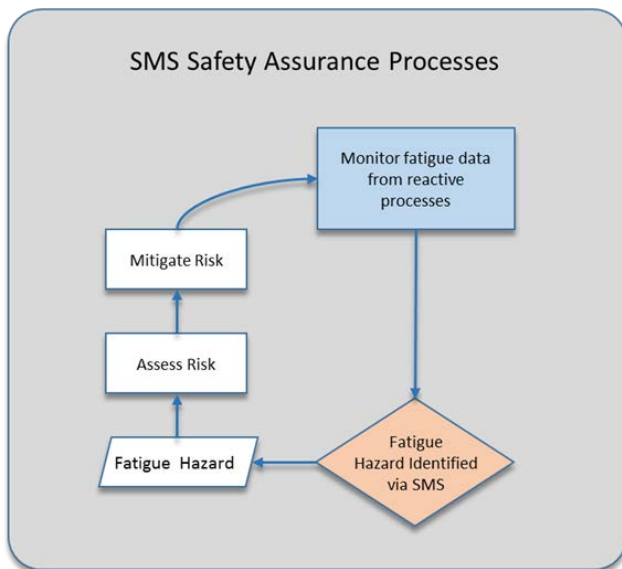 SMS Safety Assurance Processes
Monitor fatigue data
from reactive
processes
Mitigate Risk
Assess Risk
Fatigue Hazard
Fatigue
Hazard Identified
via SMS